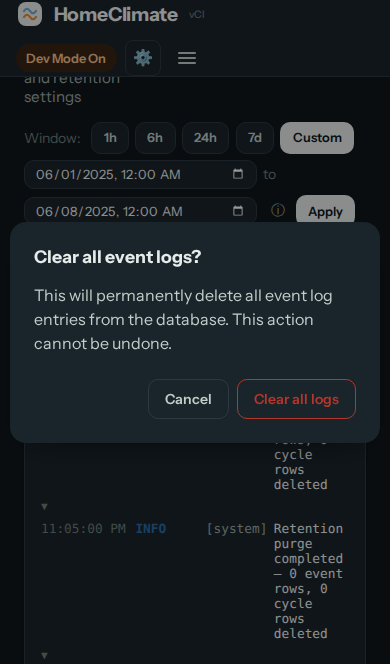 HomeClimate vCI
Dev Mode On
and retention
settings
Window: 1h 6h 24h 7d Custom
06/01/2025, 12:00 AM to
06/08/2025, 12:00 AM ⓘ Apply
Clear all event logs?
This will permanently delete all event log
entries from the database. This action
cannot be undone.
Cancel Clear all logs
rows, 0
cycle
rows
deleted
▼
11:05:00 PM INFO [system] Retention
purge
completed
— 0 event
rows, 0
cycle
rows
deleted
▼